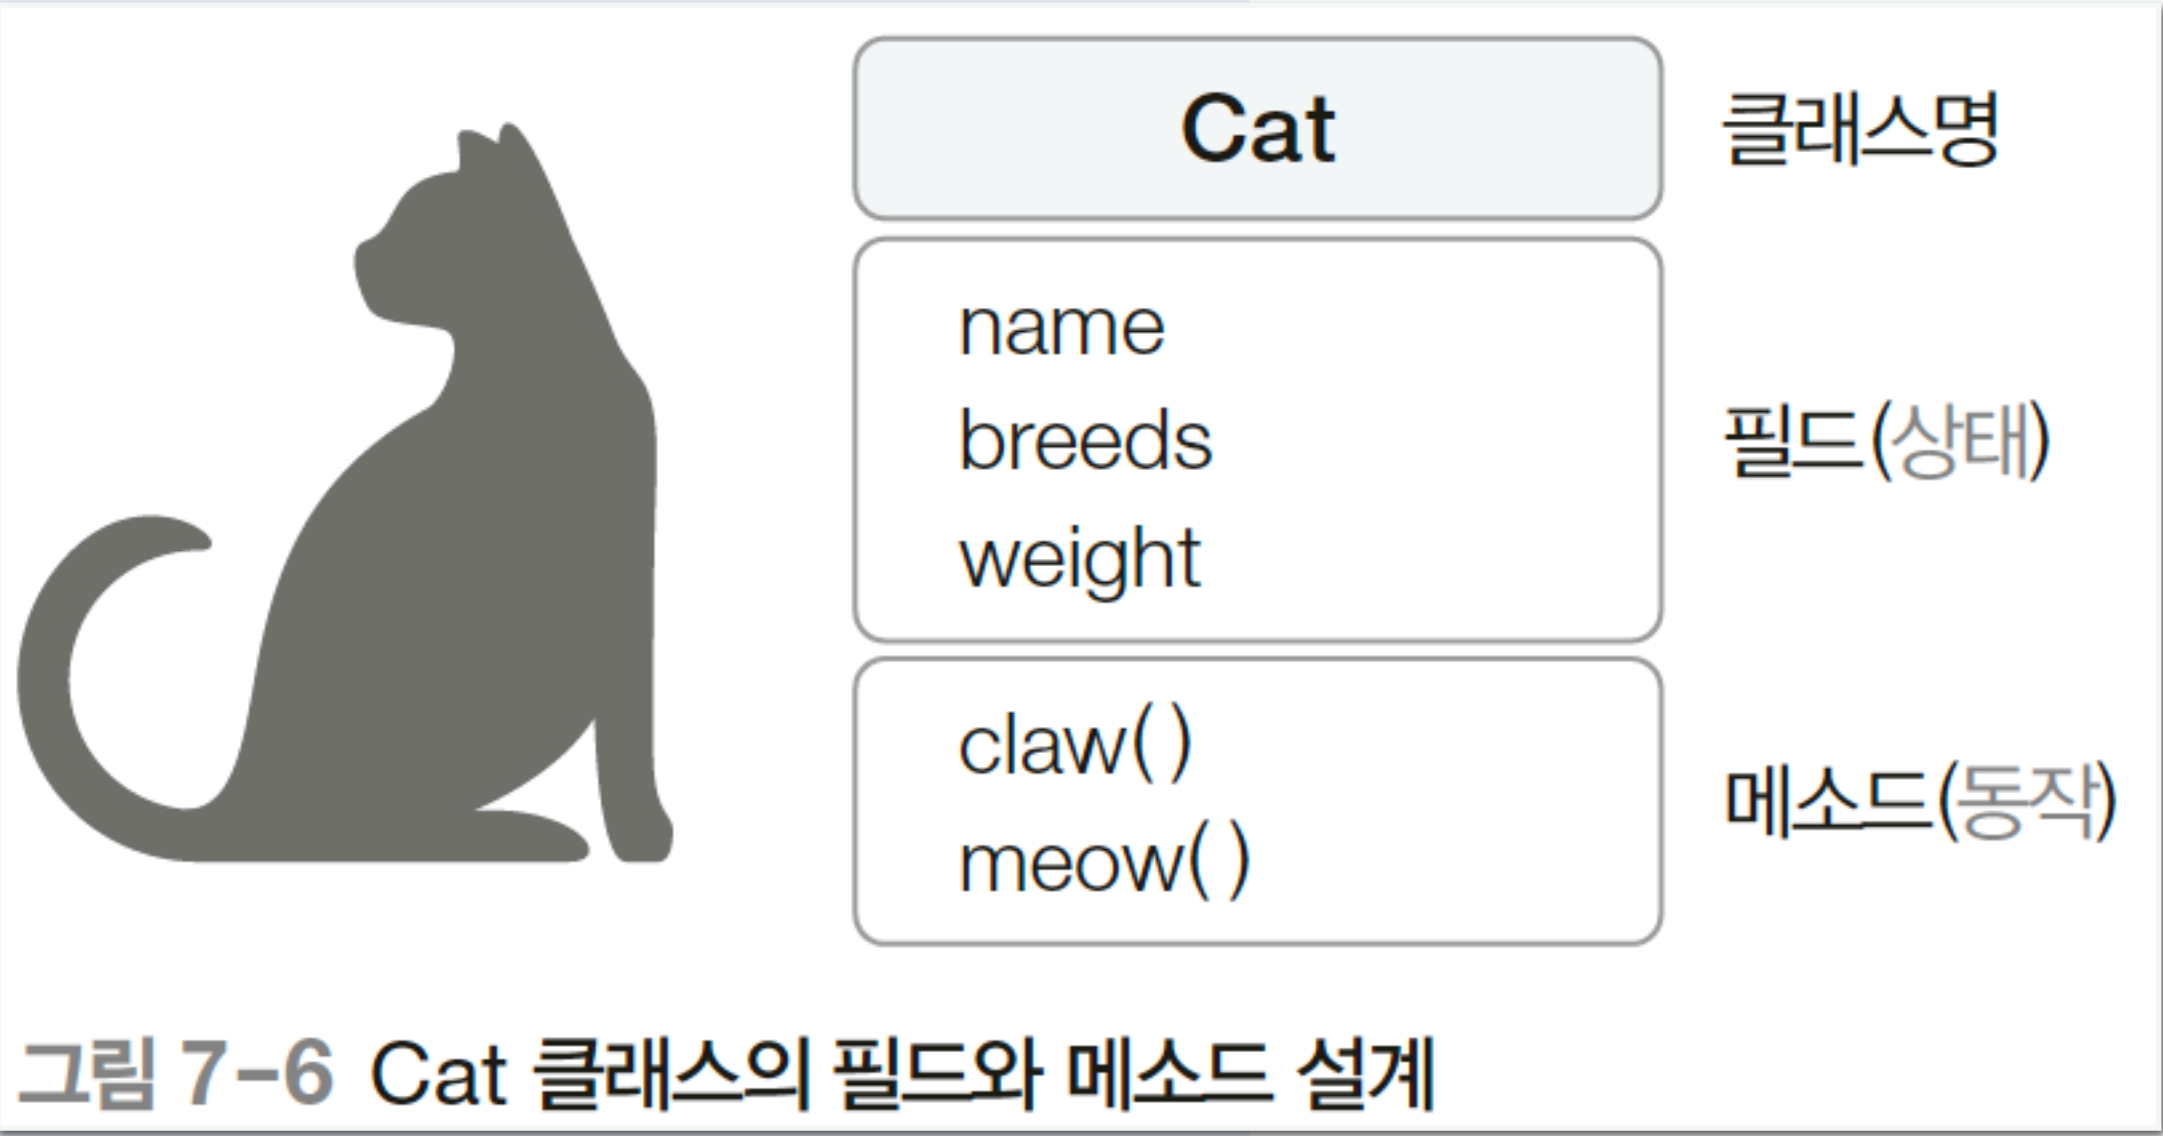 Cat
클래스명
name
breeds
weight
필드(상태)
claw( )
meow( )
메소드(동작)
그림 7-6 Cat 클래스의 필드와 메소드 설계